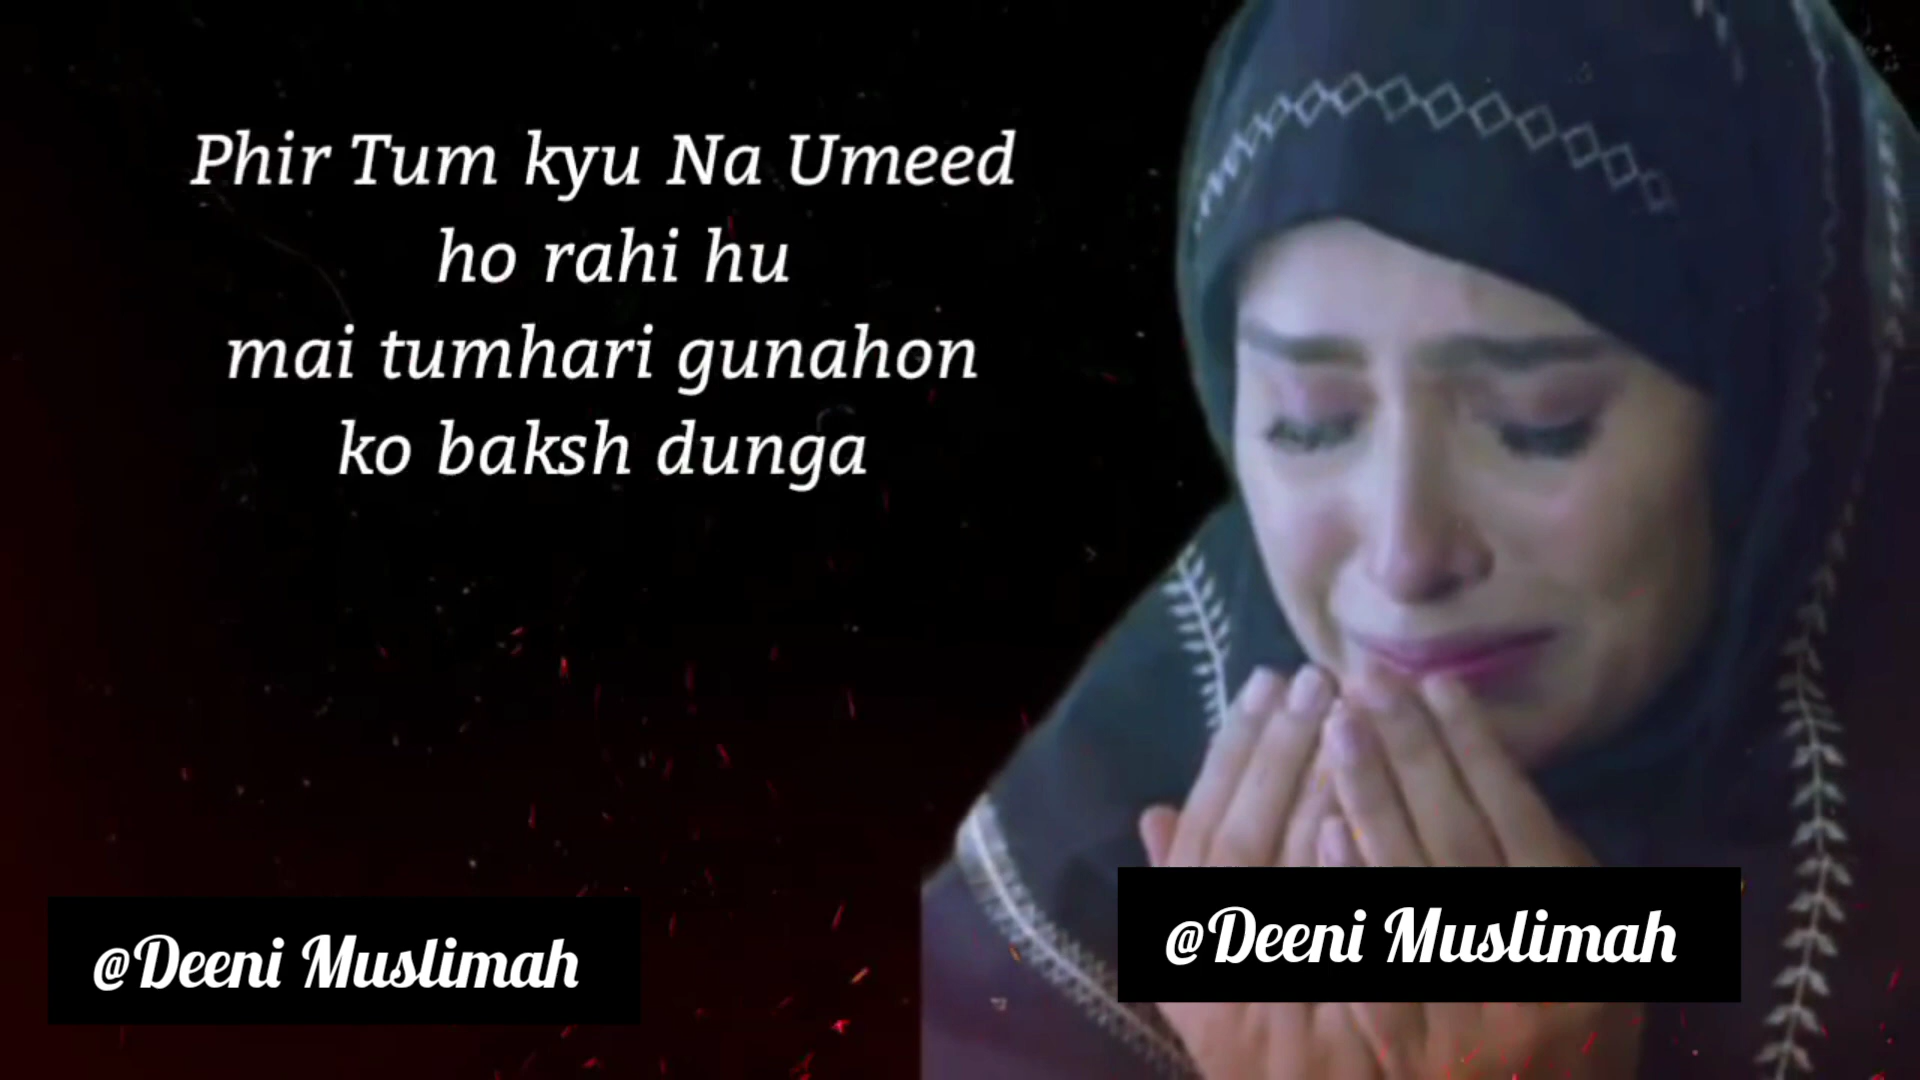 Phir Tum kyu Na Umeed
ho rahi hu
mai tumhari gunahon
ko baksh dunga
@Deeni Muslimah
@Deeni Muslimah